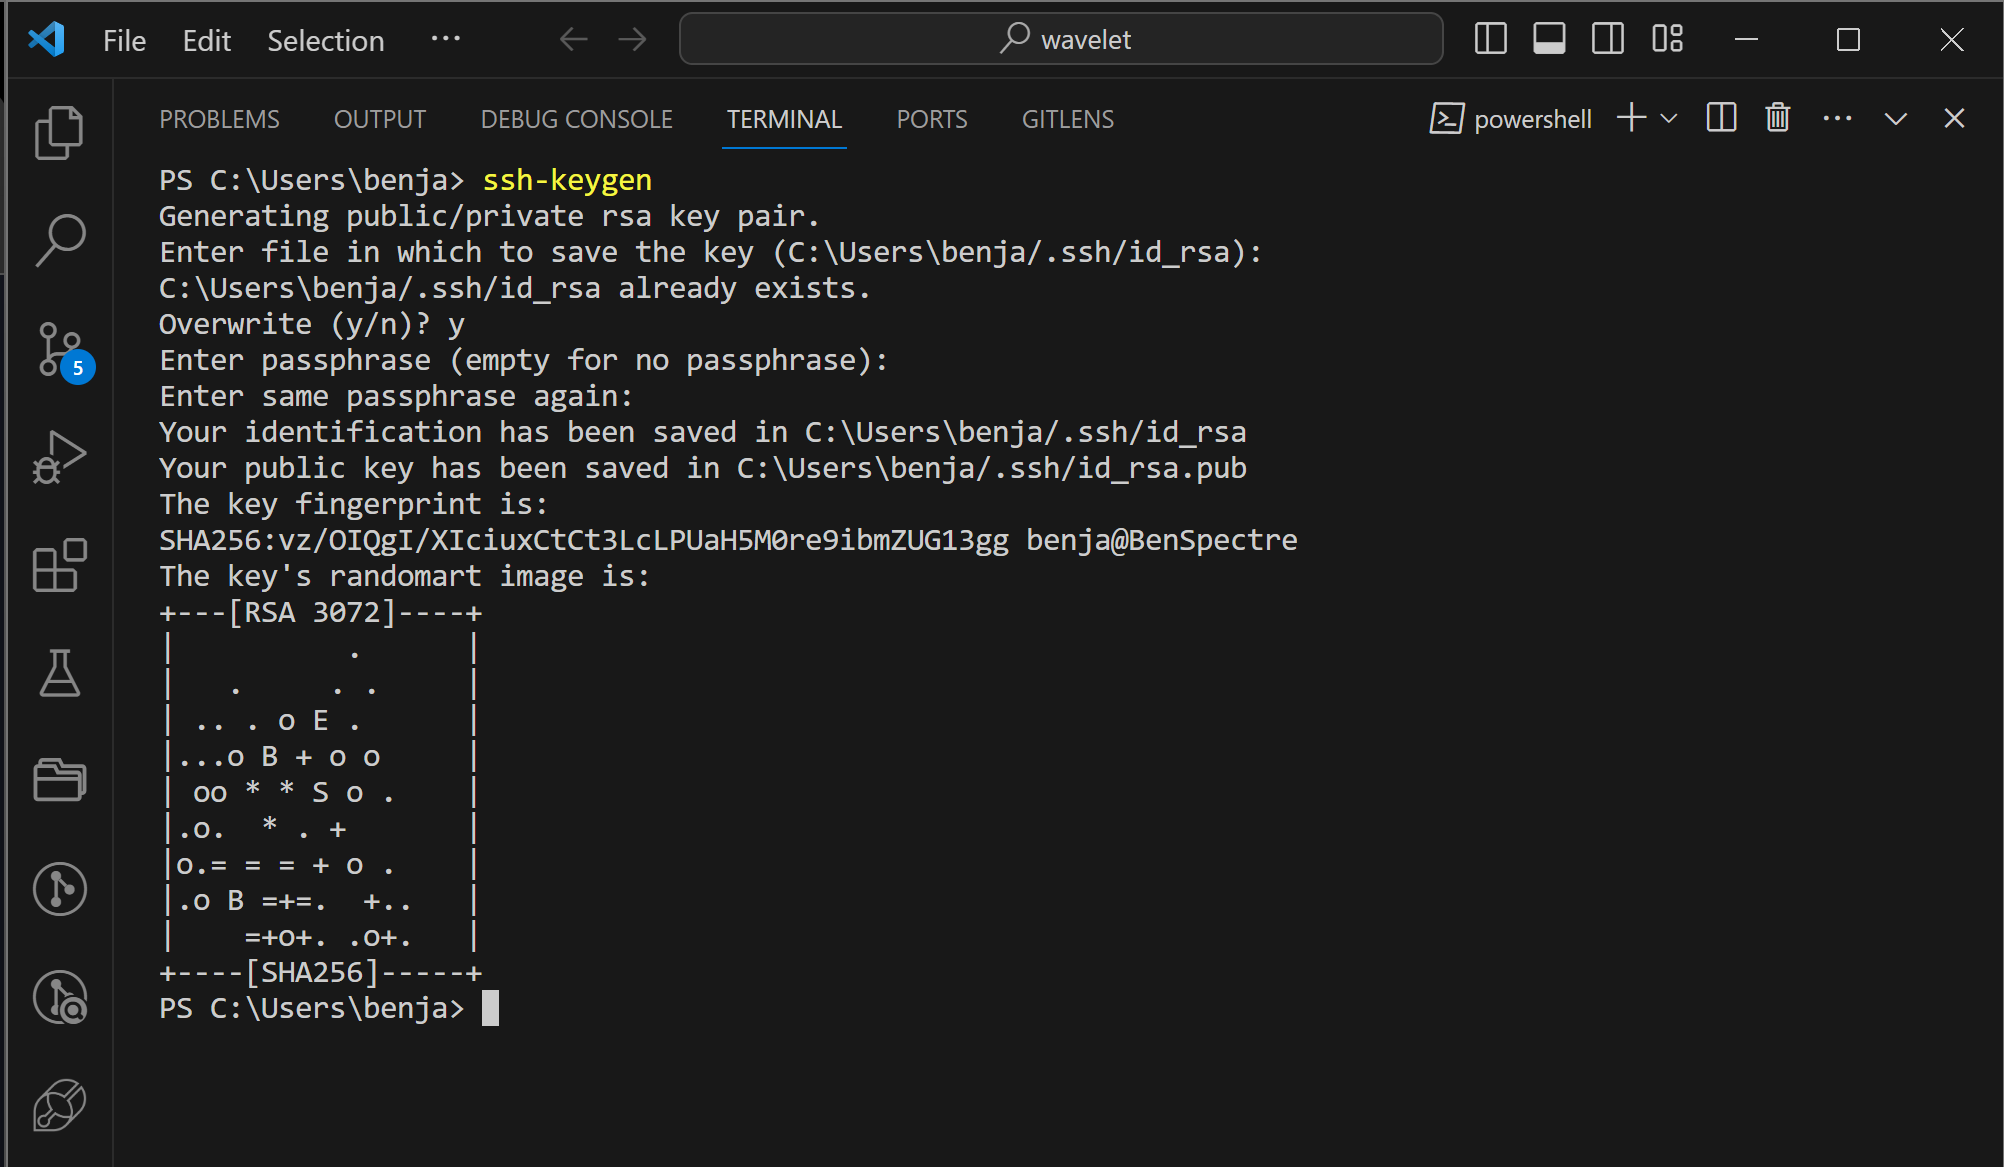 File Edit Selection ··· wavelet
PROBLEMS OUTPUT DEBUG CONSOLE TERMINAL PORTS GITLENS powershell
PS C:\Users\benja> ssh-keygen
Generating public/private rsa key pair.
Enter file in which to save the key (C:\Users\benja/.ssh/id_rsa):
C:\Users\benja/.ssh/id_rsa already exists.
Overwrite (y/n)? y
Enter passphrase (empty for no passphrase):
Enter same passphrase again:
Your identification has been saved in C:\Users\benja/.ssh/id_rsa
Your public key has been saved in C:\Users\benja/.ssh/id_rsa.pub
The key fingerprint is:
SHA256:vz/OIQgI/XIciuxCtCt3LcLPUaH5M0re9ibmZUG13gg benja@BenSpectre
The key's randomart image is:
+---[RSA 3072]----+
|          .      |
|   .     . .     |
| .. . o E .      |
|...o B + o o     |
| oo * * S o .    |
|.o.  * . +       |
|o.= = = + o .    |
|.o B =+=.  +..   |
|    =+o+. .o+.   |
+----[SHA256]-----+
PS C:\Users\benja>
5